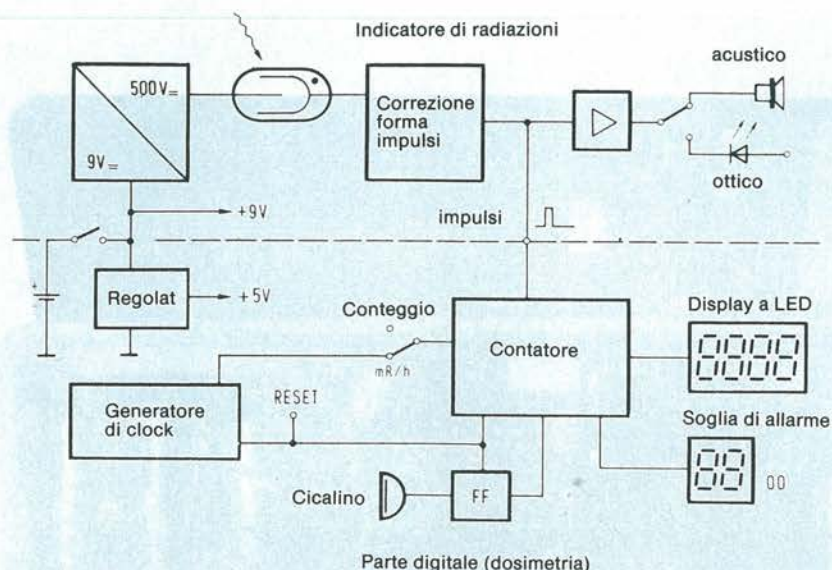 Indicatore di radiazioni
acustico
500V=
9V=
Correzione
forma
impulsi
ottico
+9V
impulsi
Regolat
+5V
Conteggio
mR/h
Contatore
Display a LED
Generatore
di clock
RESET
Soglia di allarme
00
Cicalino
FF
Parte digitale (dosimetria)